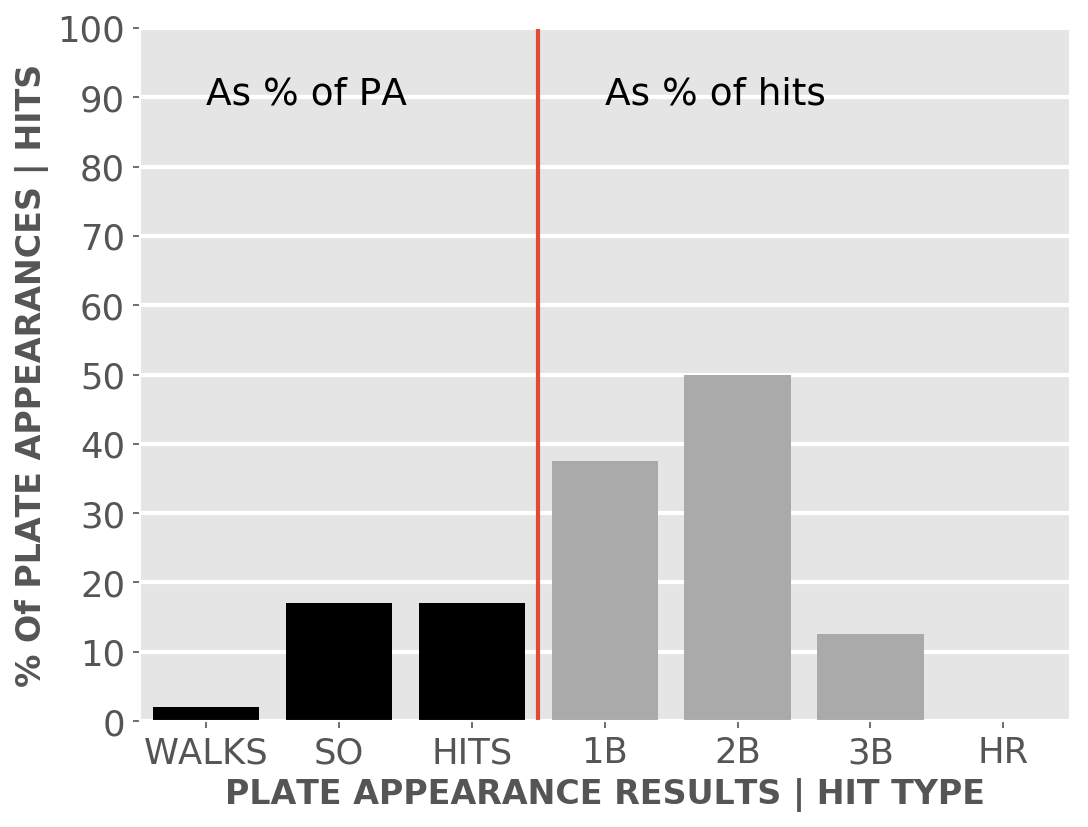 100
90
80
70
60
50
40
30
20
10
0
% Of PLATE APPEARANCES | HITS
As % of PA
As % of hits
WALKS SO HITS 1B 2B 3B HR
PLATE APPEARANCE RESULTS | HIT TYPE